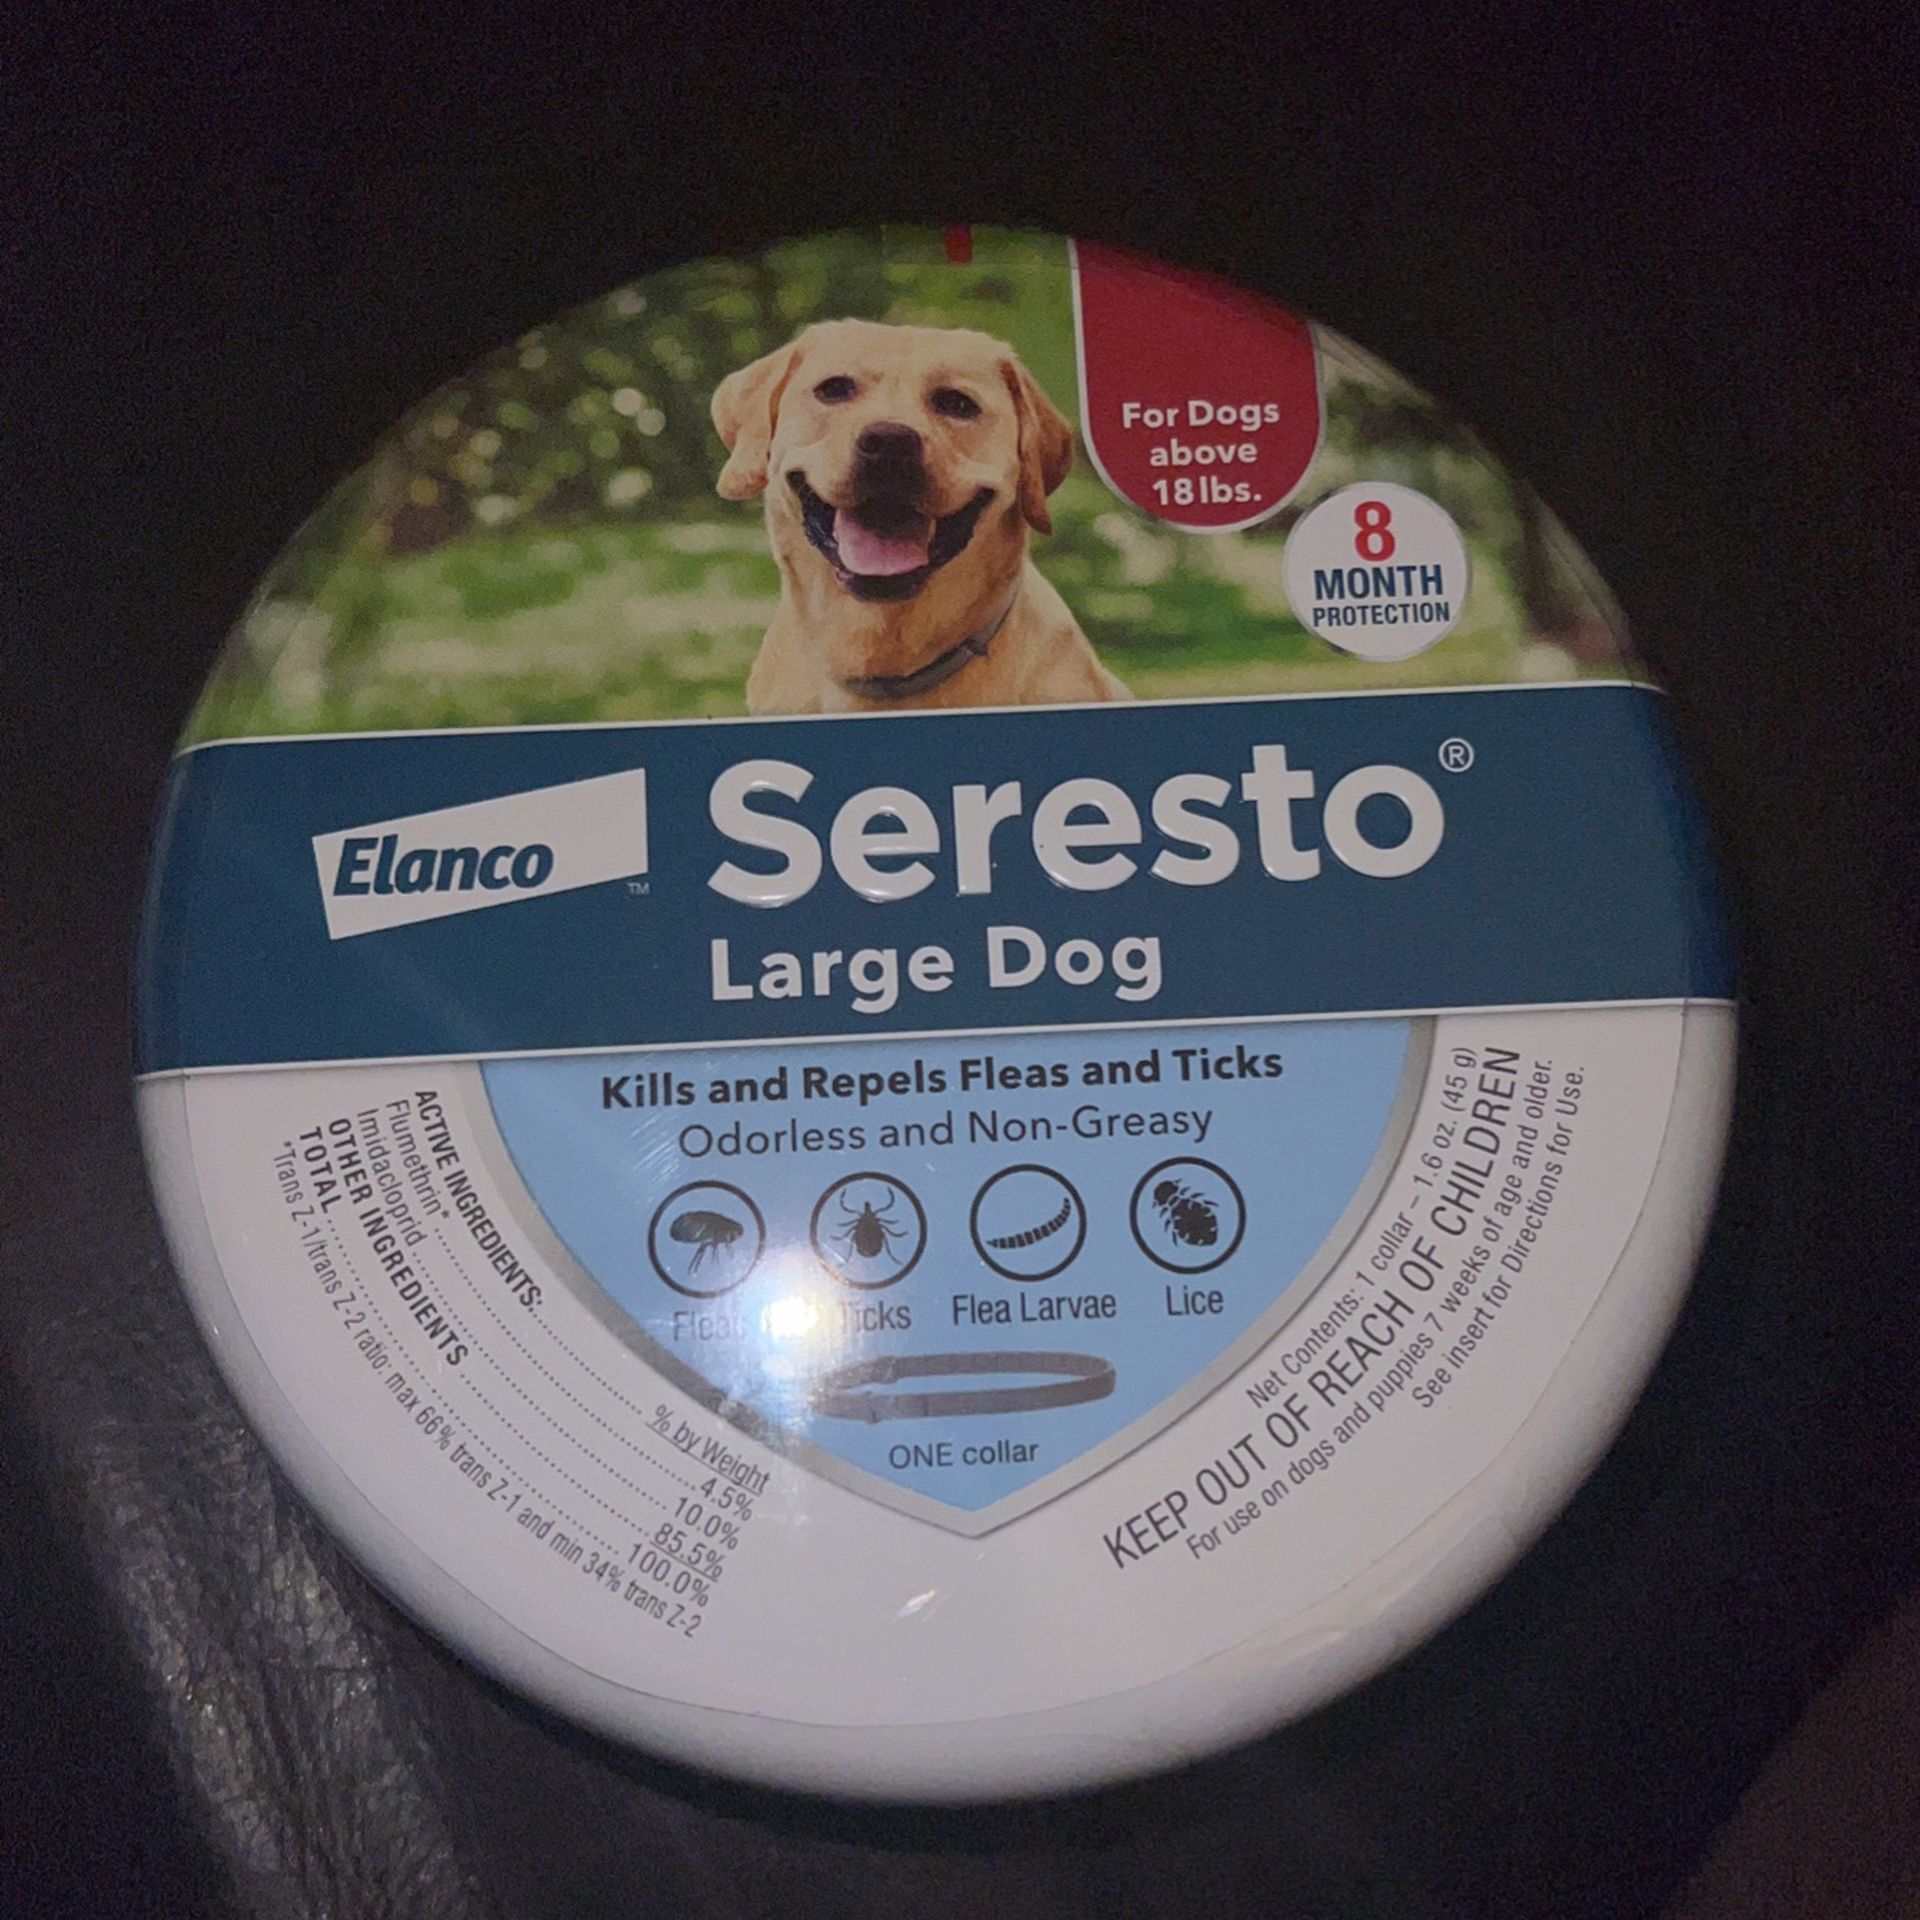 For Dogs
above
18 lbs.
8
MONTH
PROTECTION
Elanco™
Seresto®
Large Dog
Kills and Repels Fleas and Ticks
Odorless and Non-Greasy
Fleas
Ticks
Flea Larvae
Lice
ONE collar
ACTIVE INGREDIENTS: % by Weight
Flumethrin* 4.5%
Imidacloprid 10.0%
OTHER INGREDIENTS 85.5%
TOTAL 100.0%
*Trans Z-1/trans Z-2 ratio: max 66% trans Z-1 and min 34% trans Z-2
Net Contents: 1 collar – 1.6 oz. (45 g)
KEEP OUT OF REACH OF CHILDREN
For use on dogs and puppies 7 weeks of age and older.
See insert for Directions for Use.